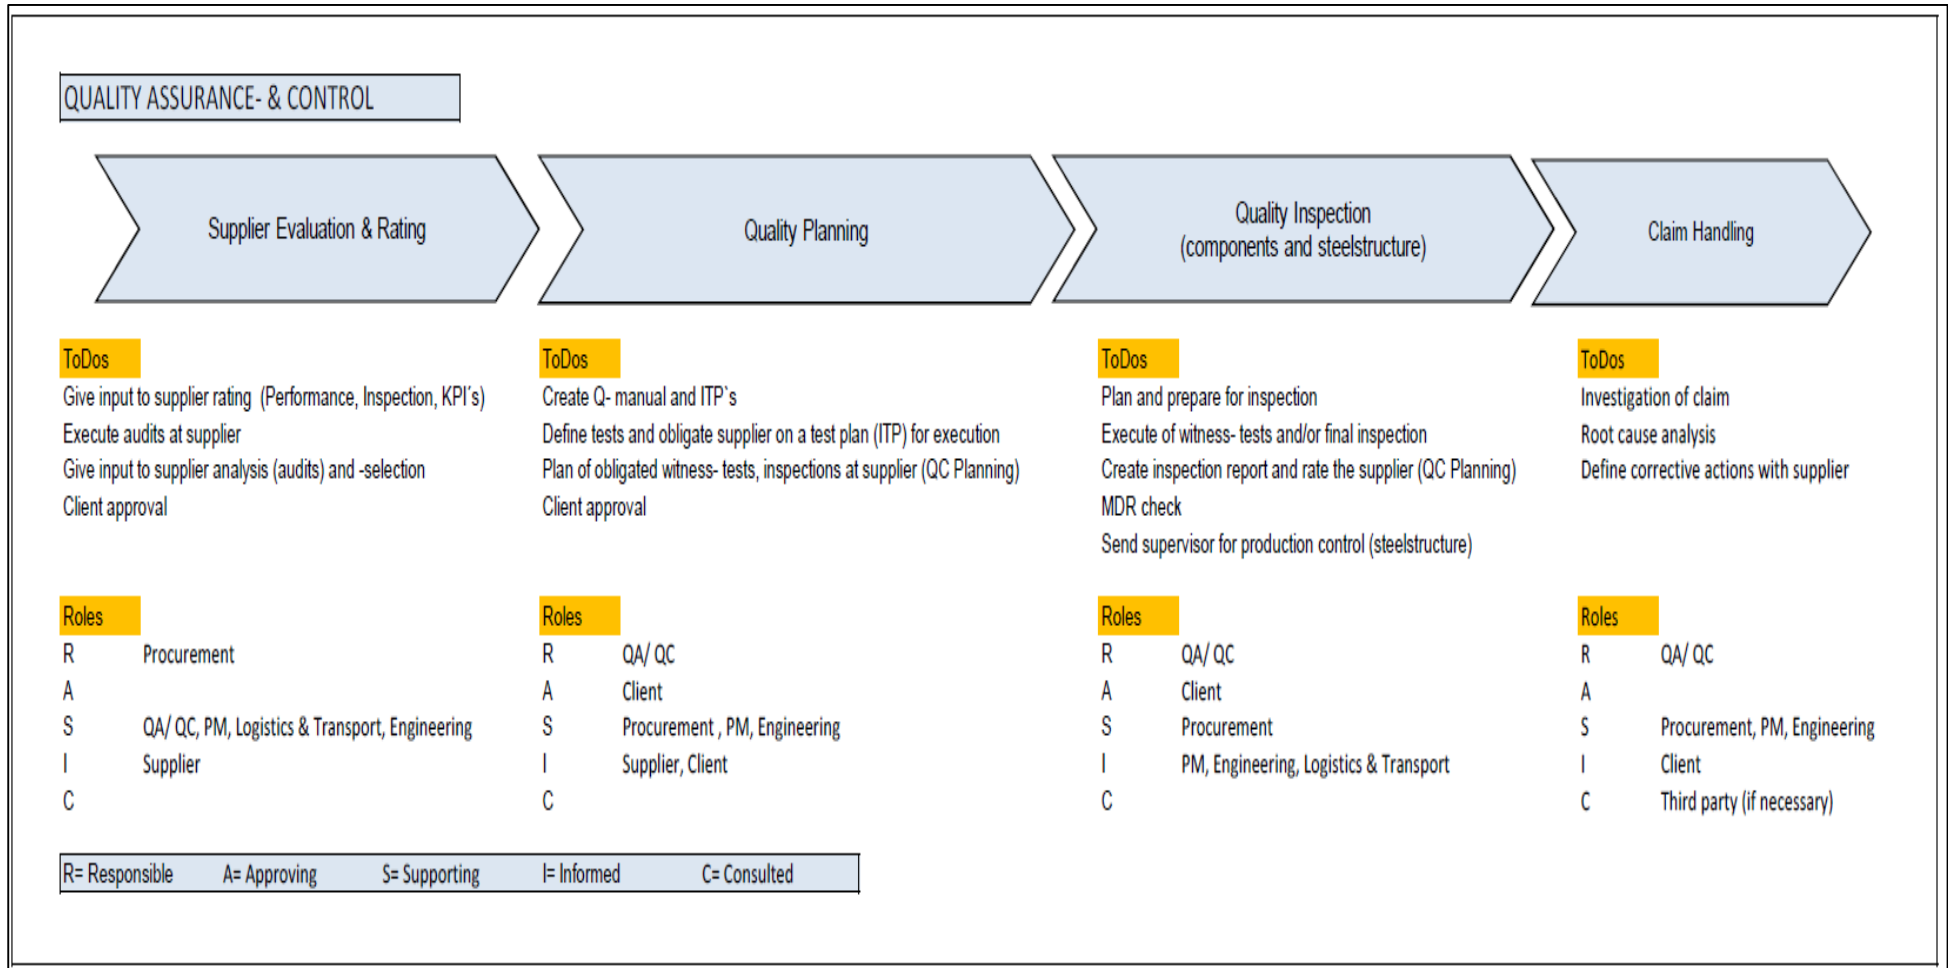 QUALITY ASSURANCE- & CONTROL
Supplier Evaluation & Rating
Quality Planning
Quality Inspection
(components and steelstructure)
Claim Handling
ToDos
Give input to supplier rating (Performance, Inspection, KPI´s)
Execute audits at supplier
Give input to supplier analysis (audits) and -selection
Client approval
ToDos
Create Q- manual and ITP`s
Define tests and obligate supplier on a test plan (ITP) for execution
Plan of obligated witness- tests, inspections at supplier (QC Planning)
Client approval
ToDos
Plan and prepare for inspection
Execute of witness- tests and/or final inspection
Create inspection report and rate the supplier (QC Planning)
MDR check
Send supervisor for production control (steelstructure)
ToDos
Investigation of claim
Root cause analysis
Define corrective actions with supplier
Roles
R Procurement
A
S QA/ QC, PM, Logistics & Transport, Engineering
I Supplier
C
Roles
R QA/ QC
A Client
S Procurement , PM, Engineering
I Supplier, Client
C
Roles
R QA/ QC
A Client
S Procurement
I PM, Engineering, Logistics & Transport
C
Roles
R QA/ QC
A
S Procurement, PM, Engineering
I Client
C Third party (if necessary)
R= Responsible A= Approving S= Supporting I= Informed C= Consulted